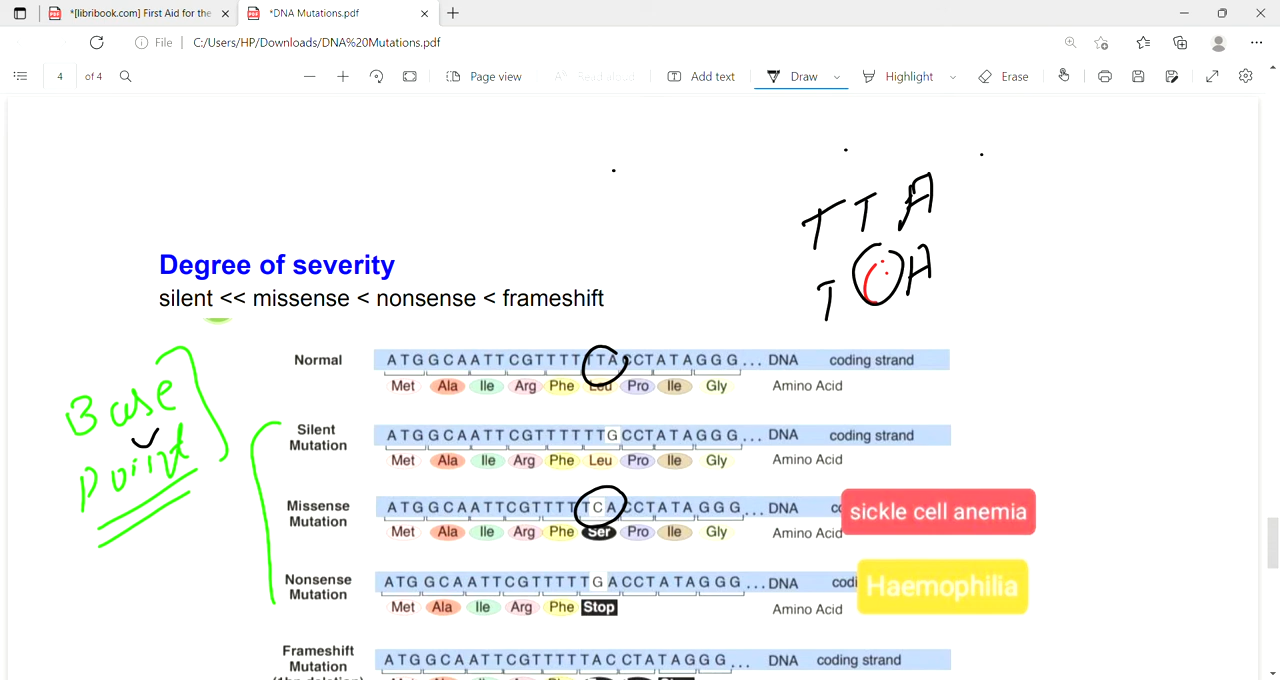 *[libribook.com] First Aid for the
*DNA Mutations.pdf
File
C:/Users/HP/Downloads/DNA%20Mutations.pdf
4 of 4
Page view
Read aloud
Add text
Draw
Highlight
Erase
T T A
T C A
Degree of severity
silent << missense < nonsense < frameshift
Base
point
Normal
A T G G C A A T T C G T T T T T T A C C T A T A G G G ... DNA coding strand
Met Ala Ile Arg Phe Leu Pro Ile Gly Amino Acid
Silent
Mutation
A T G G C A A T T C G T T T T T T G C C T A T A G G G ... DNA coding strand
Met Ala Ile Arg Phe Leu Pro Ile Gly Amino Acid
Missense
Mutation
A T G G C A A T T C G T T T T T C A C C T A T A G G G ... DNA
sickle cell anemia
Met Ala Ile Arg Phe Ser Pro Ile Gly Amino Acid
Nonsense
Mutation
A T G G C A A T T C G T T T T T G A C C T A T A G G G ... DNA codi
Haemophilia
Met Ala Ile Arg Phe Stop Amino Acid
Frameshift
Mutation
A T G G C A A T T C G T T T T T A C C T A T A G G G ... DNA coding strand